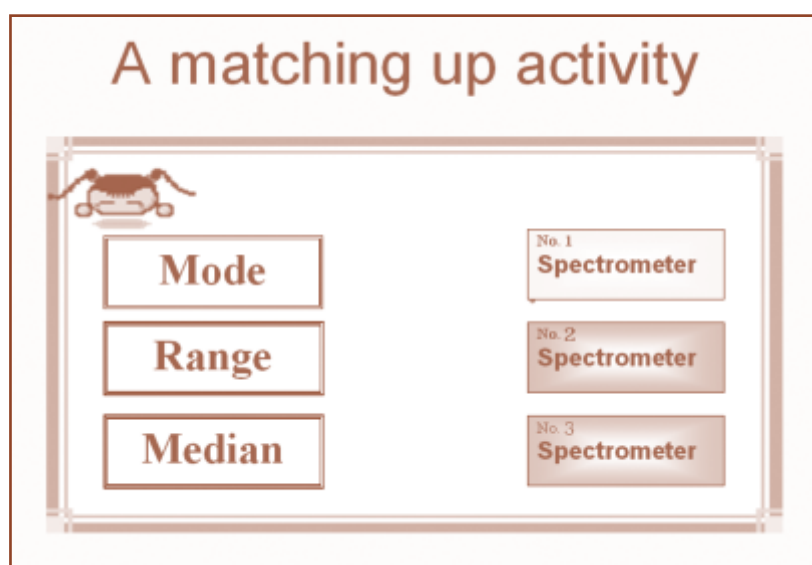 A matching up activity
Mode
No. 1
Spectrometer
Range
No. 2
Spectrometer
Median
No. 3
Spectrometer